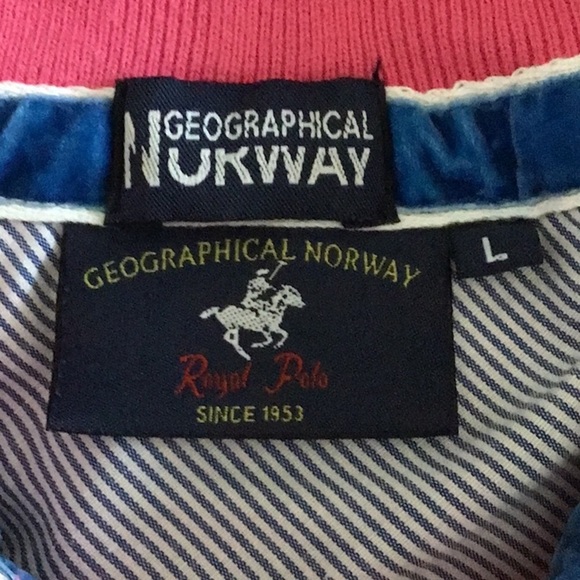 GEOGRAPHICAL
NORWAY
GEOGRAPHICAL NORWAY
L
Royal Polo
SINCE 1953